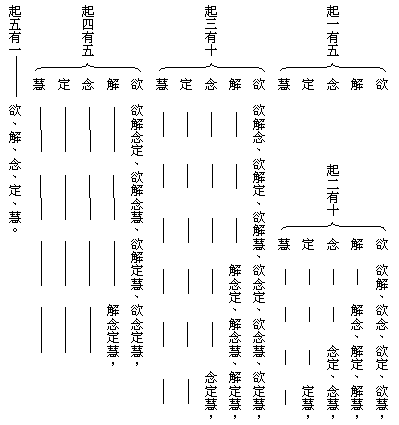 起一有五
欲
解
念
定
慧
起二有十
欲 欲解、欲念、欲定、欲慧，
解 解念、解定、解慧，
念 念定、念慧，
定 定慧，
慧
起三有十
欲 欲解念、欲解定、欲解慧、欲念定、欲念慧、欲定慧，
解 解念定、解念慧、解定慧，
念 念定慧，
定
慧
起四有五
欲 欲解念定、欲解念慧、欲解定慧、欲念定慧，
解 解念定慧，
念
定
慧
起五有一——欲、解、念、定、慧。